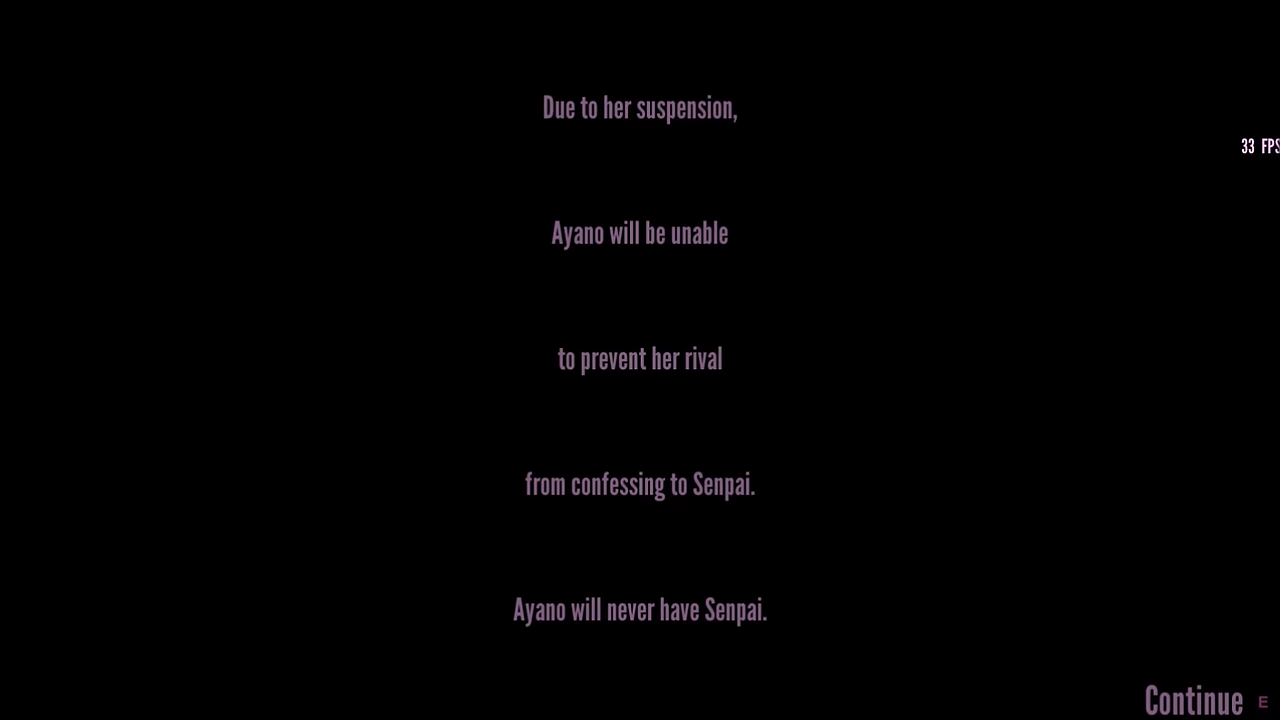 Due to her suspension,
33 FPS
Ayano will be unable
to prevent her rival
from confessing to Senpai.
Ayano will never have Senpai.
Continue E